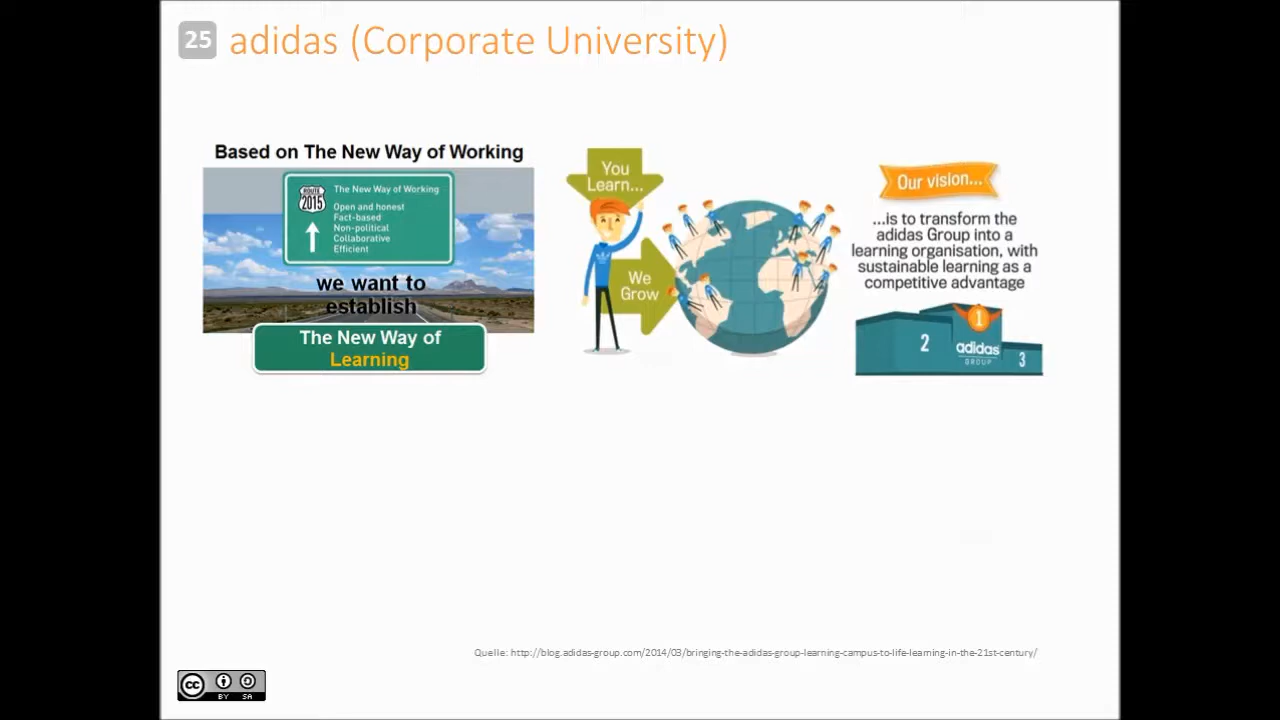 25 adidas (Corporate University)
Based on The New Way of Working
ROUTE
2015
The New Way of Working
Open and honest
Fact-based
Non-political
Collaborative
Efficient
we want to
establish
The New Way of
Learning
You
Learn...
We
Grow
Our vision...
...is to transform the
adidas Group into a
learning organisation, with
sustainable learning as a
competitive advantage
1
2
adidas
GROUP
3
Quelle: http://blog.adidas-group.com/2014/03/bringing-the-adidas-group-learning-campus-to-life-learning-in-the-21st-century/
cc
BY SA